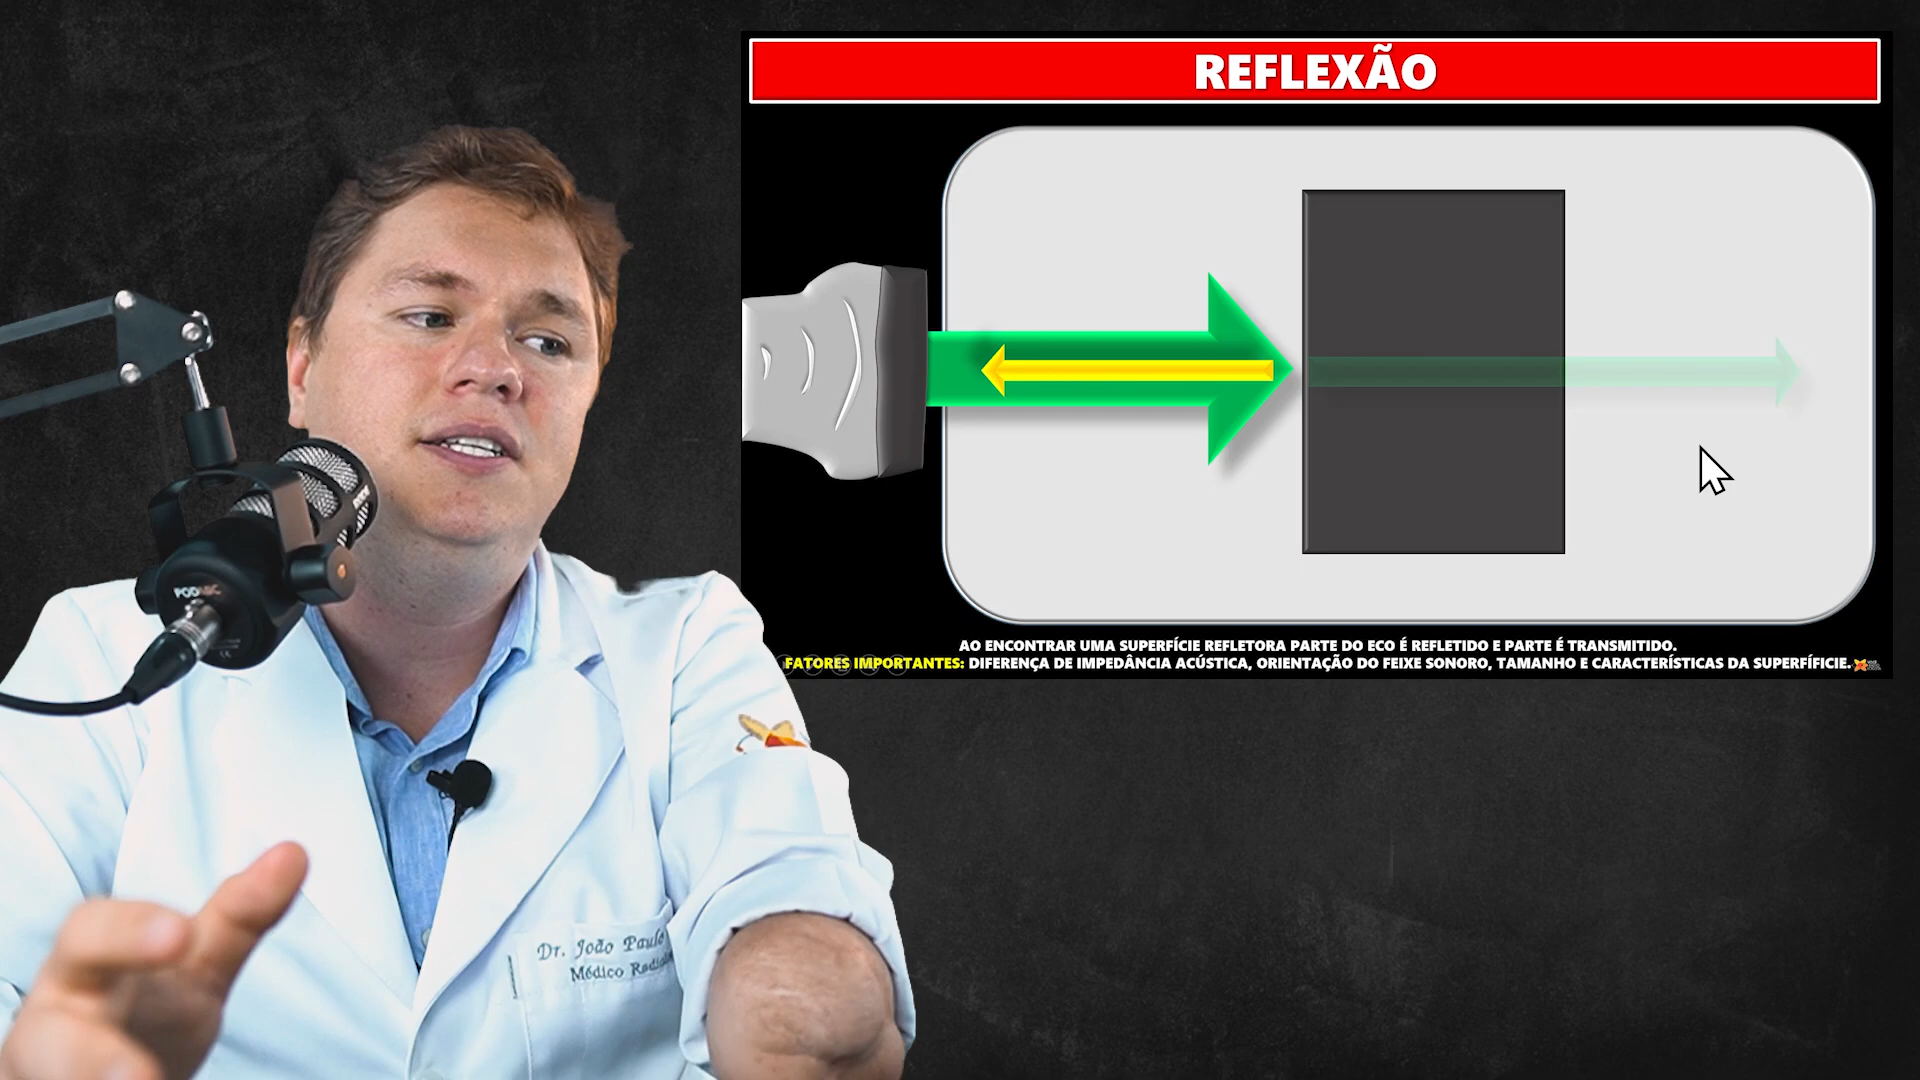 REFLEXÃO
AO ENCONTRAR UMA SUPERFÍCIE REFLETORA PARTE DO ECO É REFLETIDO E PARTE É TRANSMITIDO.
FATORES IMPORTANTES: DIFERENÇA DE IMPEDÂNCIA ACÚSTICA, ORIENTAÇÃO DO FEIXE SONORO, TAMANHO E CARACTERÍSTICAS DA SUPERFÍFICIE.
Dr. João Paulo
Médico